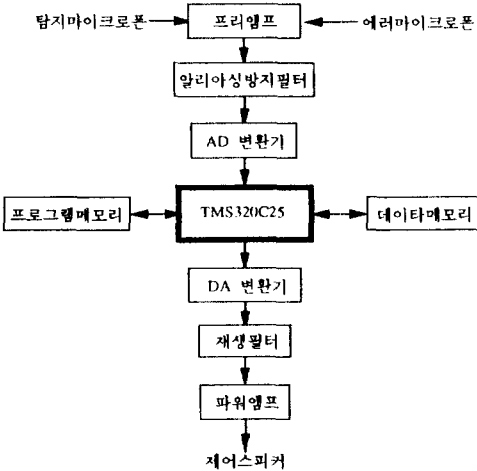 탐지마이크로폰 프리앰프 에러마이크로폰
알리아싱방지필터
AD 변환기
프로그램메모리 TMS320C25 데이타메모리
DA 변환기
재생필터
파워앰프
제어스피커